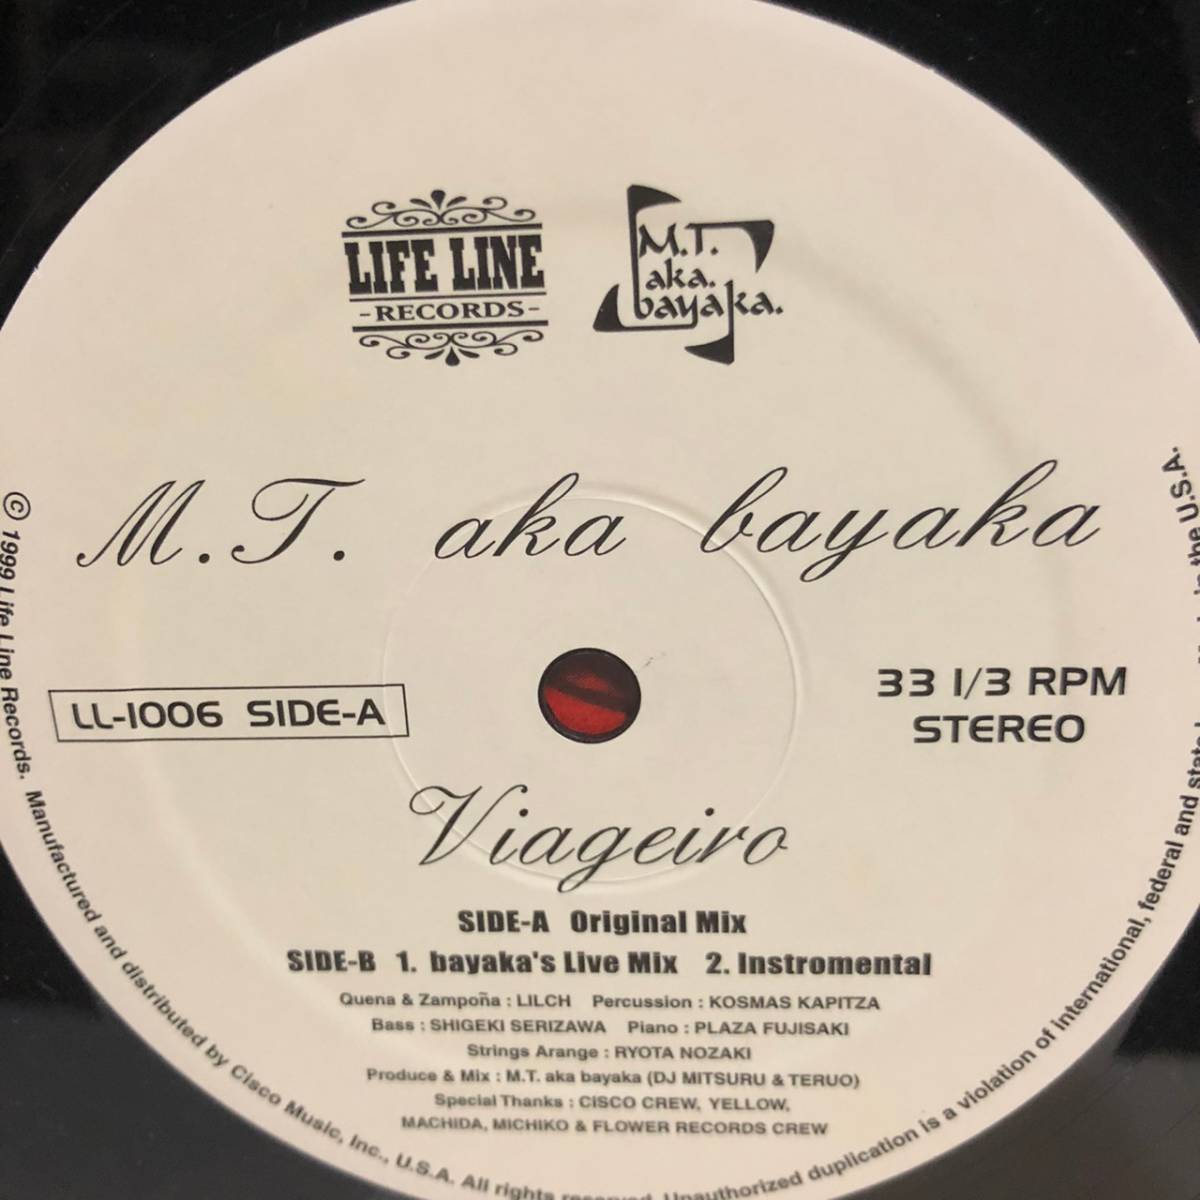 LIFE LINE
-RECORDS-
M.T.
aka.
bayaka.
M.T. aka bayaka
LL-1006 SIDE-A
33 1/3 RPM
STEREO
Viageiro
SIDE-A Original Mix
SIDE-B 1. bayaka's Live Mix 2. Instromental
Quena & Zampoña : LILCH Percussion : KOSMAS KAPITZA
Bass : SHIGEKI SERIZAWA Piano : PLAZA FUJISAKI
Strings Arange : RYOTA NOZAKI
Produce & Mix : M.T. aka bayaka (DJ MITSURU & TERUO)
Special Thanks : CISCO CREW, YELLOW,
MACHIDA, MICHIKO & FLOWER RECORDS CREW
© 1999 Life Line Records. Manufactured and distributed by Cisco Music, Inc., U.S.A. All rights Unauthorized duplication is a violation of international, federal and state in the U.S.A.